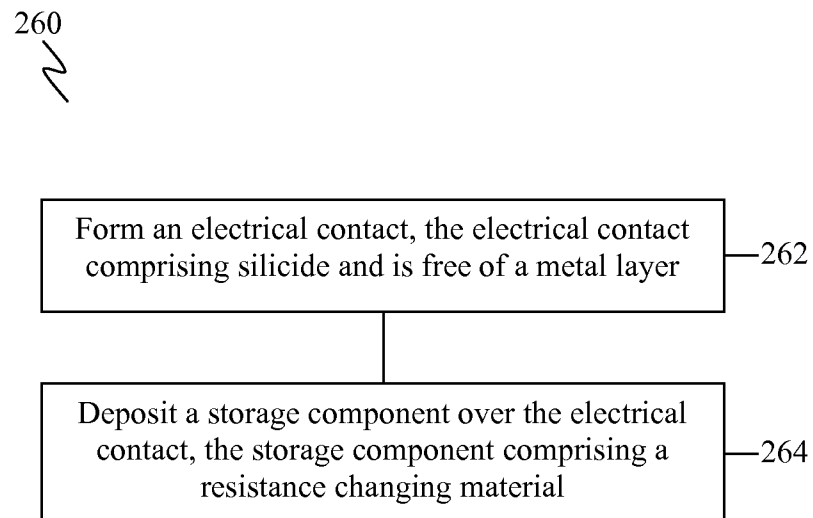 260
Form an electrical contact, the electrical contact
comprising silicide and is free of a metal layer
262
Deposit a storage component over the electrical
contact, the storage component comprising a
resistance changing material
264